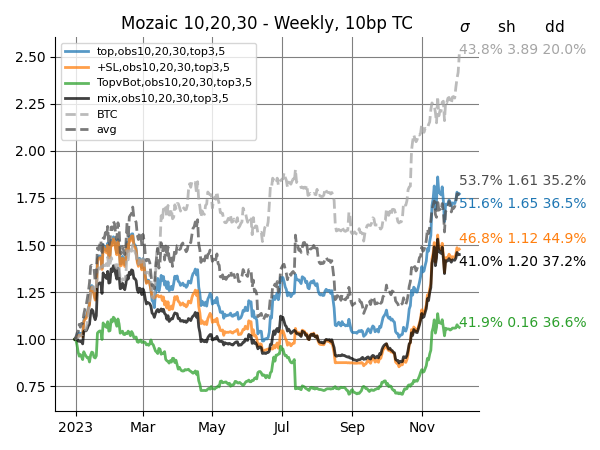 Mozaic 10,20,30 - Weekly, 10bp TC
σ sh dd
2.50
2.25
2.00
1.75
1.50
1.25
1.00
0.75
top,obs10,20,30,top3,5
+SL,obs10,20,30,top3,5
TopvBot,obs10,20,30,top3,5
mix,obs10,20,30,top3,5
BTC
avg
43.8% 3.89 20.0%
53.7% 1.61 35.2%
51.6% 1.65 36.5%
46.8% 1.12 44.9%
41.0% 1.20 37.2%
41.9% 0.16 36.6%
2023 Mar May Jul Sep Nov